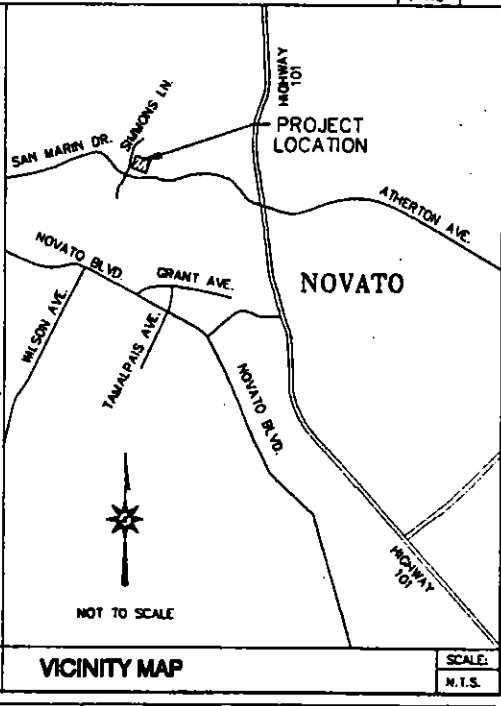 HIGHWAY
101
SIMMONS LN.
PROJECT
LOCATION
SAN MARIN DR.
ATHERTON AVE.
NOVATO BLVD.
GRANT AVE.
NOVATO
WILSON AVE.
TAMALPAIS AVE.
NOVATO BLVD.
HIGHWAY
101
NOT TO SCALE
VICINITY MAP
SCALE:
N.T.S.